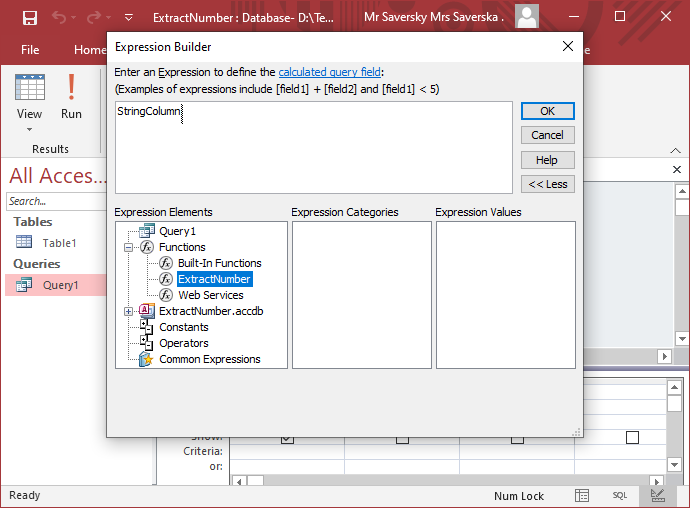 ExtractNumber : Database- D:\Te...
Mr Saversky Mrs Saverska .
File
Home
Expression Builder
Enter an Expression to define the calculated query field:
(Examples of expressions include [field1] + [field2] and [field1] < 5)
StringColumn
OK
Cancel
Help
<< Less
View
Run
Results
All Acces...
Search...
Tables
Table1
Queries
Query1
Expression Elements
Expression Categories
Expression Values
Query1
Functions
Built-In Functions
ExtractNumber
Web Services
ExtractNumber.accdb
Constants
Operators
Common Expressions
Criteria:
or:
Ready
Num Lock
SQL